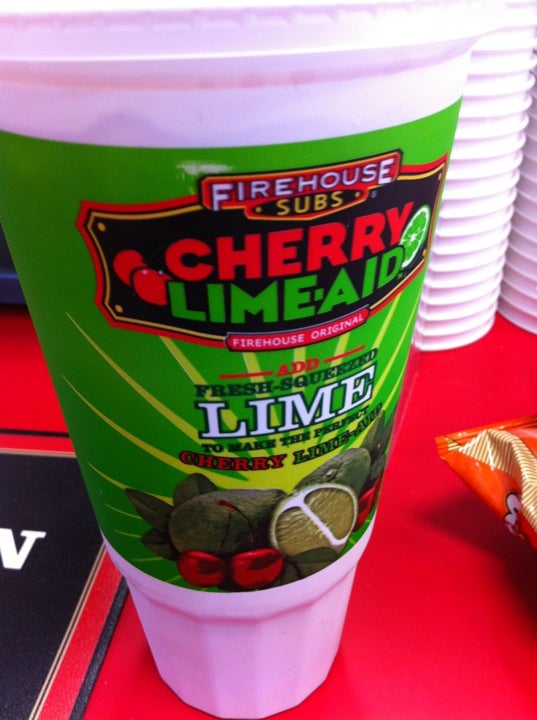 FIREHOUSE
SUBS
CHERRY
LIME-AID
FIREHOUSE ORIGINAL
ADD
FRESH-SQUEEZED
LIME
TO MAKE THE PERFECT
CHERRY LIME-AID
N